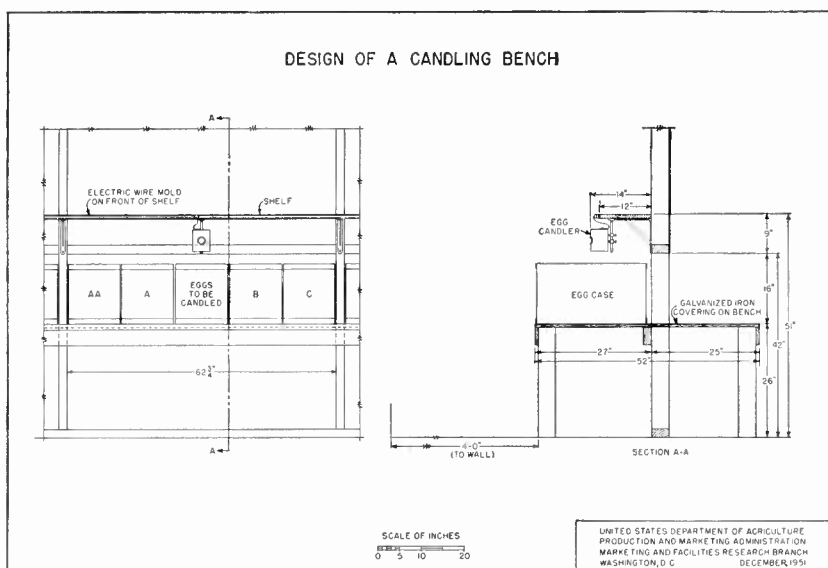 DESIGN OF A CANDLING BENCH
A
ELECTRIC WIRE MOLD
ON FRONT OF SHELF
SHELF
AA
A
EGGS
TO BE
CANDLED
B
C
62 3/4"
A
14"
12"
EGG
CANDLER
9"
EGG CASE
16"
GALVANIZED IRON
COVERING ON BENCH
51"
42"
27"
25"
52"
26"
4'-0"
(TO WALL)
SECTION A-A
SCALE OF INCHES
0 5 10 20
UNITED STATES DEPARTMENT OF AGRICULTURE
PRODUCTION AND MARKETING ADMINISTRATION
MARKETING AND FACILITIES RESEARCH BRANCH
WASHINGTON, D C DECEMBER, 1951